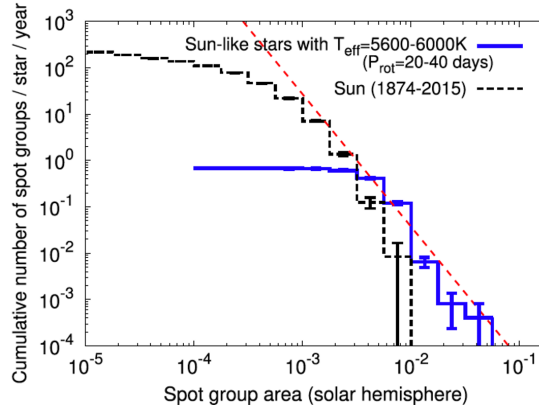 Cumulative number of spot groups / star / year
10^3
10^2
10^1
10^0
10^-1
10^-2
10^-3
10^-4
Sun-like stars with T_eff=5600-6000K
(P_rot=20-40 days)
Sun (1874-2015)
10^-5 10^-4 10^-3 10^-2 10^-1
Spot group area (solar hemisphere)